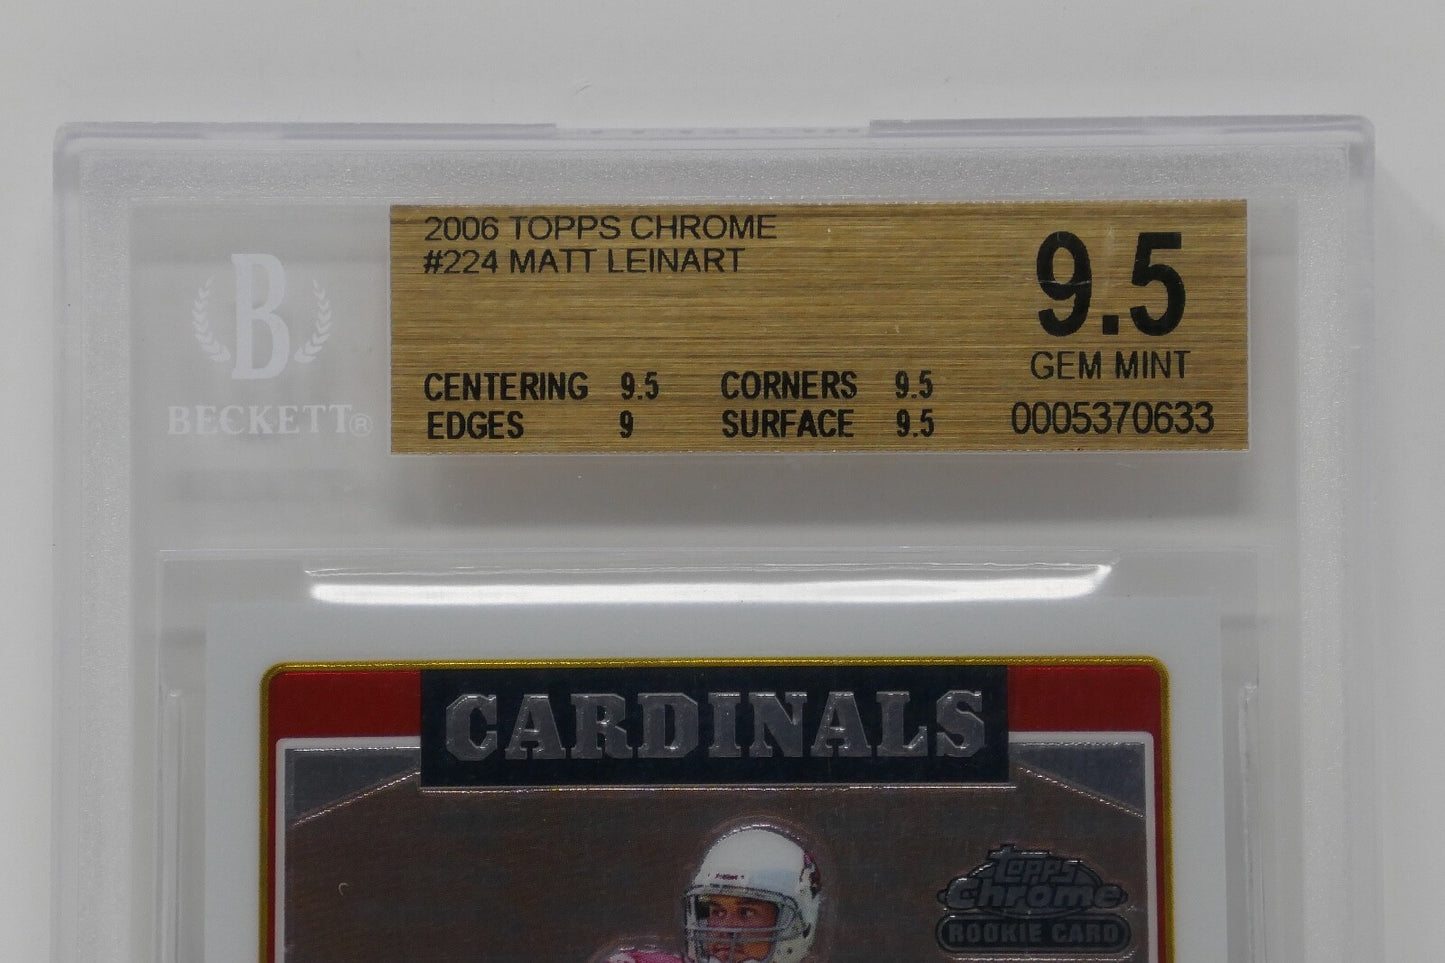 2006 TOPPS CHROME
#224 MATT LEINART
9.5
GEM MINT
CENTERING 9.5 CORNERS 9.5
EDGES 9 SURFACE 9.5
0005370633
B
BECKETT®
CARDINALS
Topps
Chrome
ROOKIE CARD